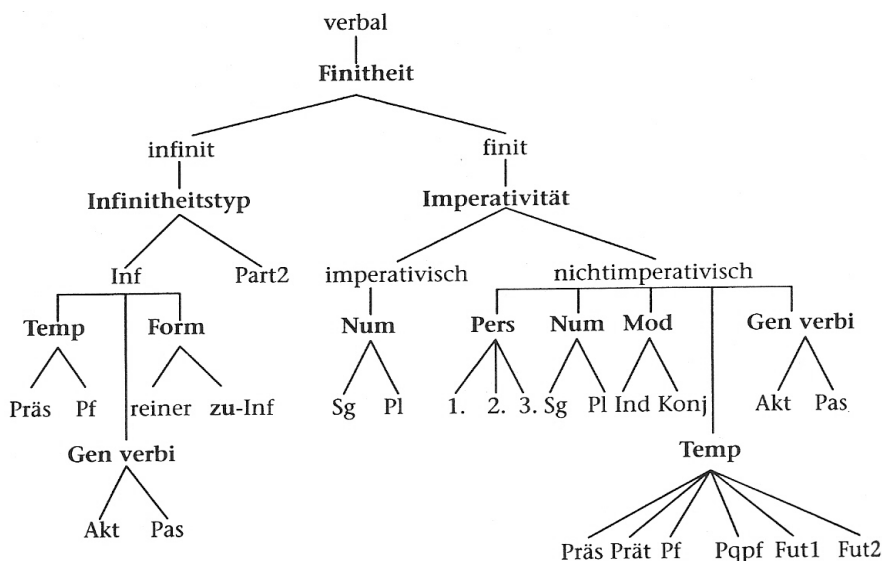 verbal
Finitheit
infinit finit
Infinitheitstyp Imperativität
Inf Part2 imperativisch nichtimperativisch
Temp Form Num Pers Num Mod Gen verbi
Präs Pf reiner zu-Inf Sg Pl 1. 2. 3. Sg Pl Ind Konj Akt Pas
Gen verbi Temp
Akt Pas
Präs Prät Pf Pqpf Fut1 Fut2